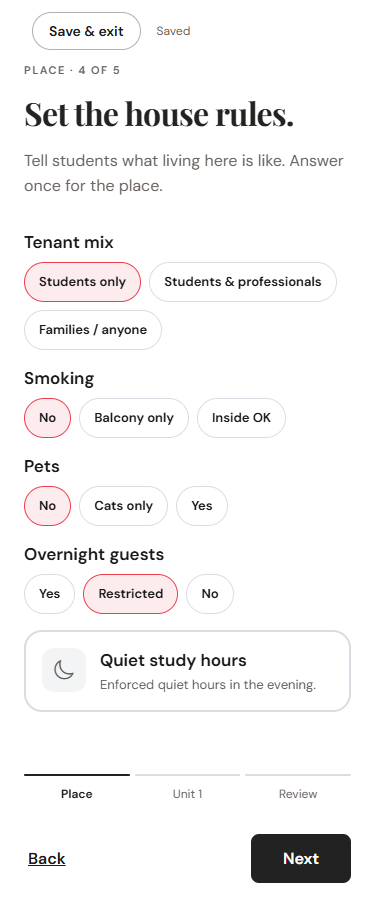 Save & exit Saved
PLACE · 4 OF 5
Set the house rules.
Tell students what living here is like. Answer
once for the place.
Tenant mix
Students only Students & professionals
Families / anyone
Smoking
No Balcony only Inside OK
Pets
No Cats only Yes
Overnight guests
Yes Restricted No
Quiet study hours
Enforced quiet hours in the evening.
Place Unit 1 Review
Back Next